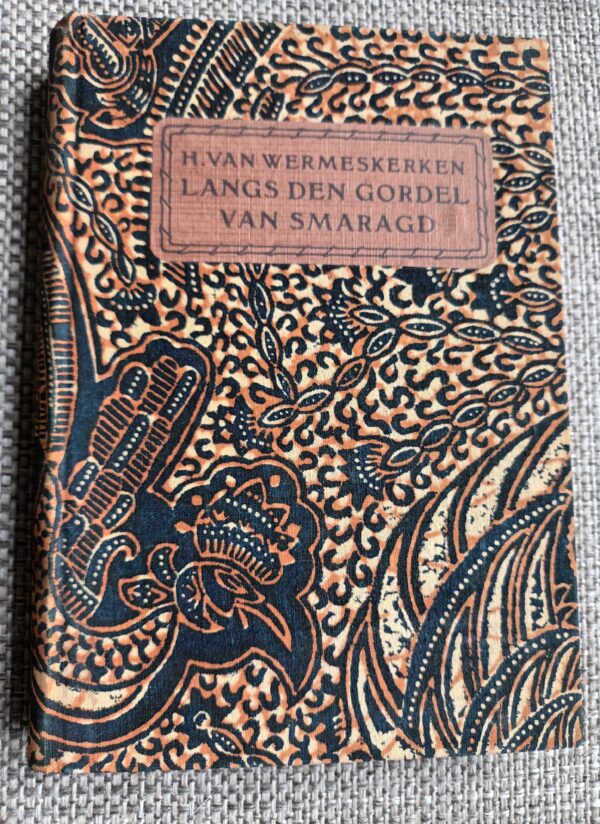 H. VAN WERMESKERKEN
LANGS DEN GORDEL
VAN SMARAGD